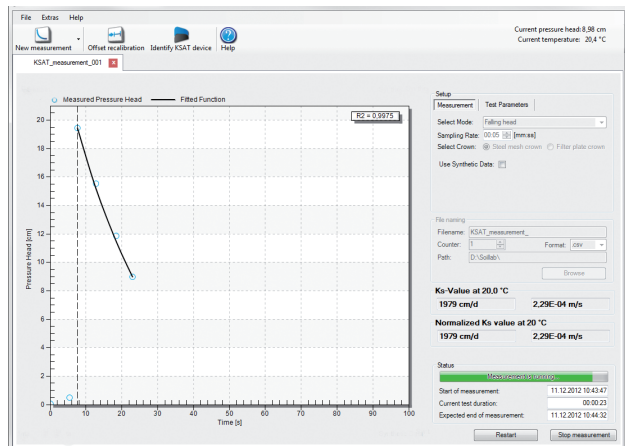 File Extras Help
New measurement Offset recalibration Identify KSAT device Help
Current pressure head: 8,98 cm
Current temperature: 20,4 °C
KSAT_measurement_001
Measured Pressure Head Fitted Function
R2 = 0,9975
Pressure Head [cm]
20
18
16
14
12
10
8
6
4
2
0
0 10 20 30 40 50 60 70 80 90 100
Time [s]
Setup
Measurement Test Parameters
Select Mode: Falling head
Sampling Rate: 00:05 [mm:ss]
Select Crown: Steel mesh crown Filter plate crown
Use Synthetic Data:
File naming
Filename: KSAT_measurement_
Counter: 1 Format: csv
Path: D:\Soillab\
Browse
Ks-Value at 20,0 °C
1979 cm/d 2,29E-04 m/s
Normalized Ks value at 20 °C
1979 cm/d 2,29E-04 m/s
Status
Measurement is running
Start of measurement: 11.12.2012 10:43:47
Current test duration: 00:00:23
Expected end of measurement: 11.12.2012 10:44:32
Restart Stop measurement